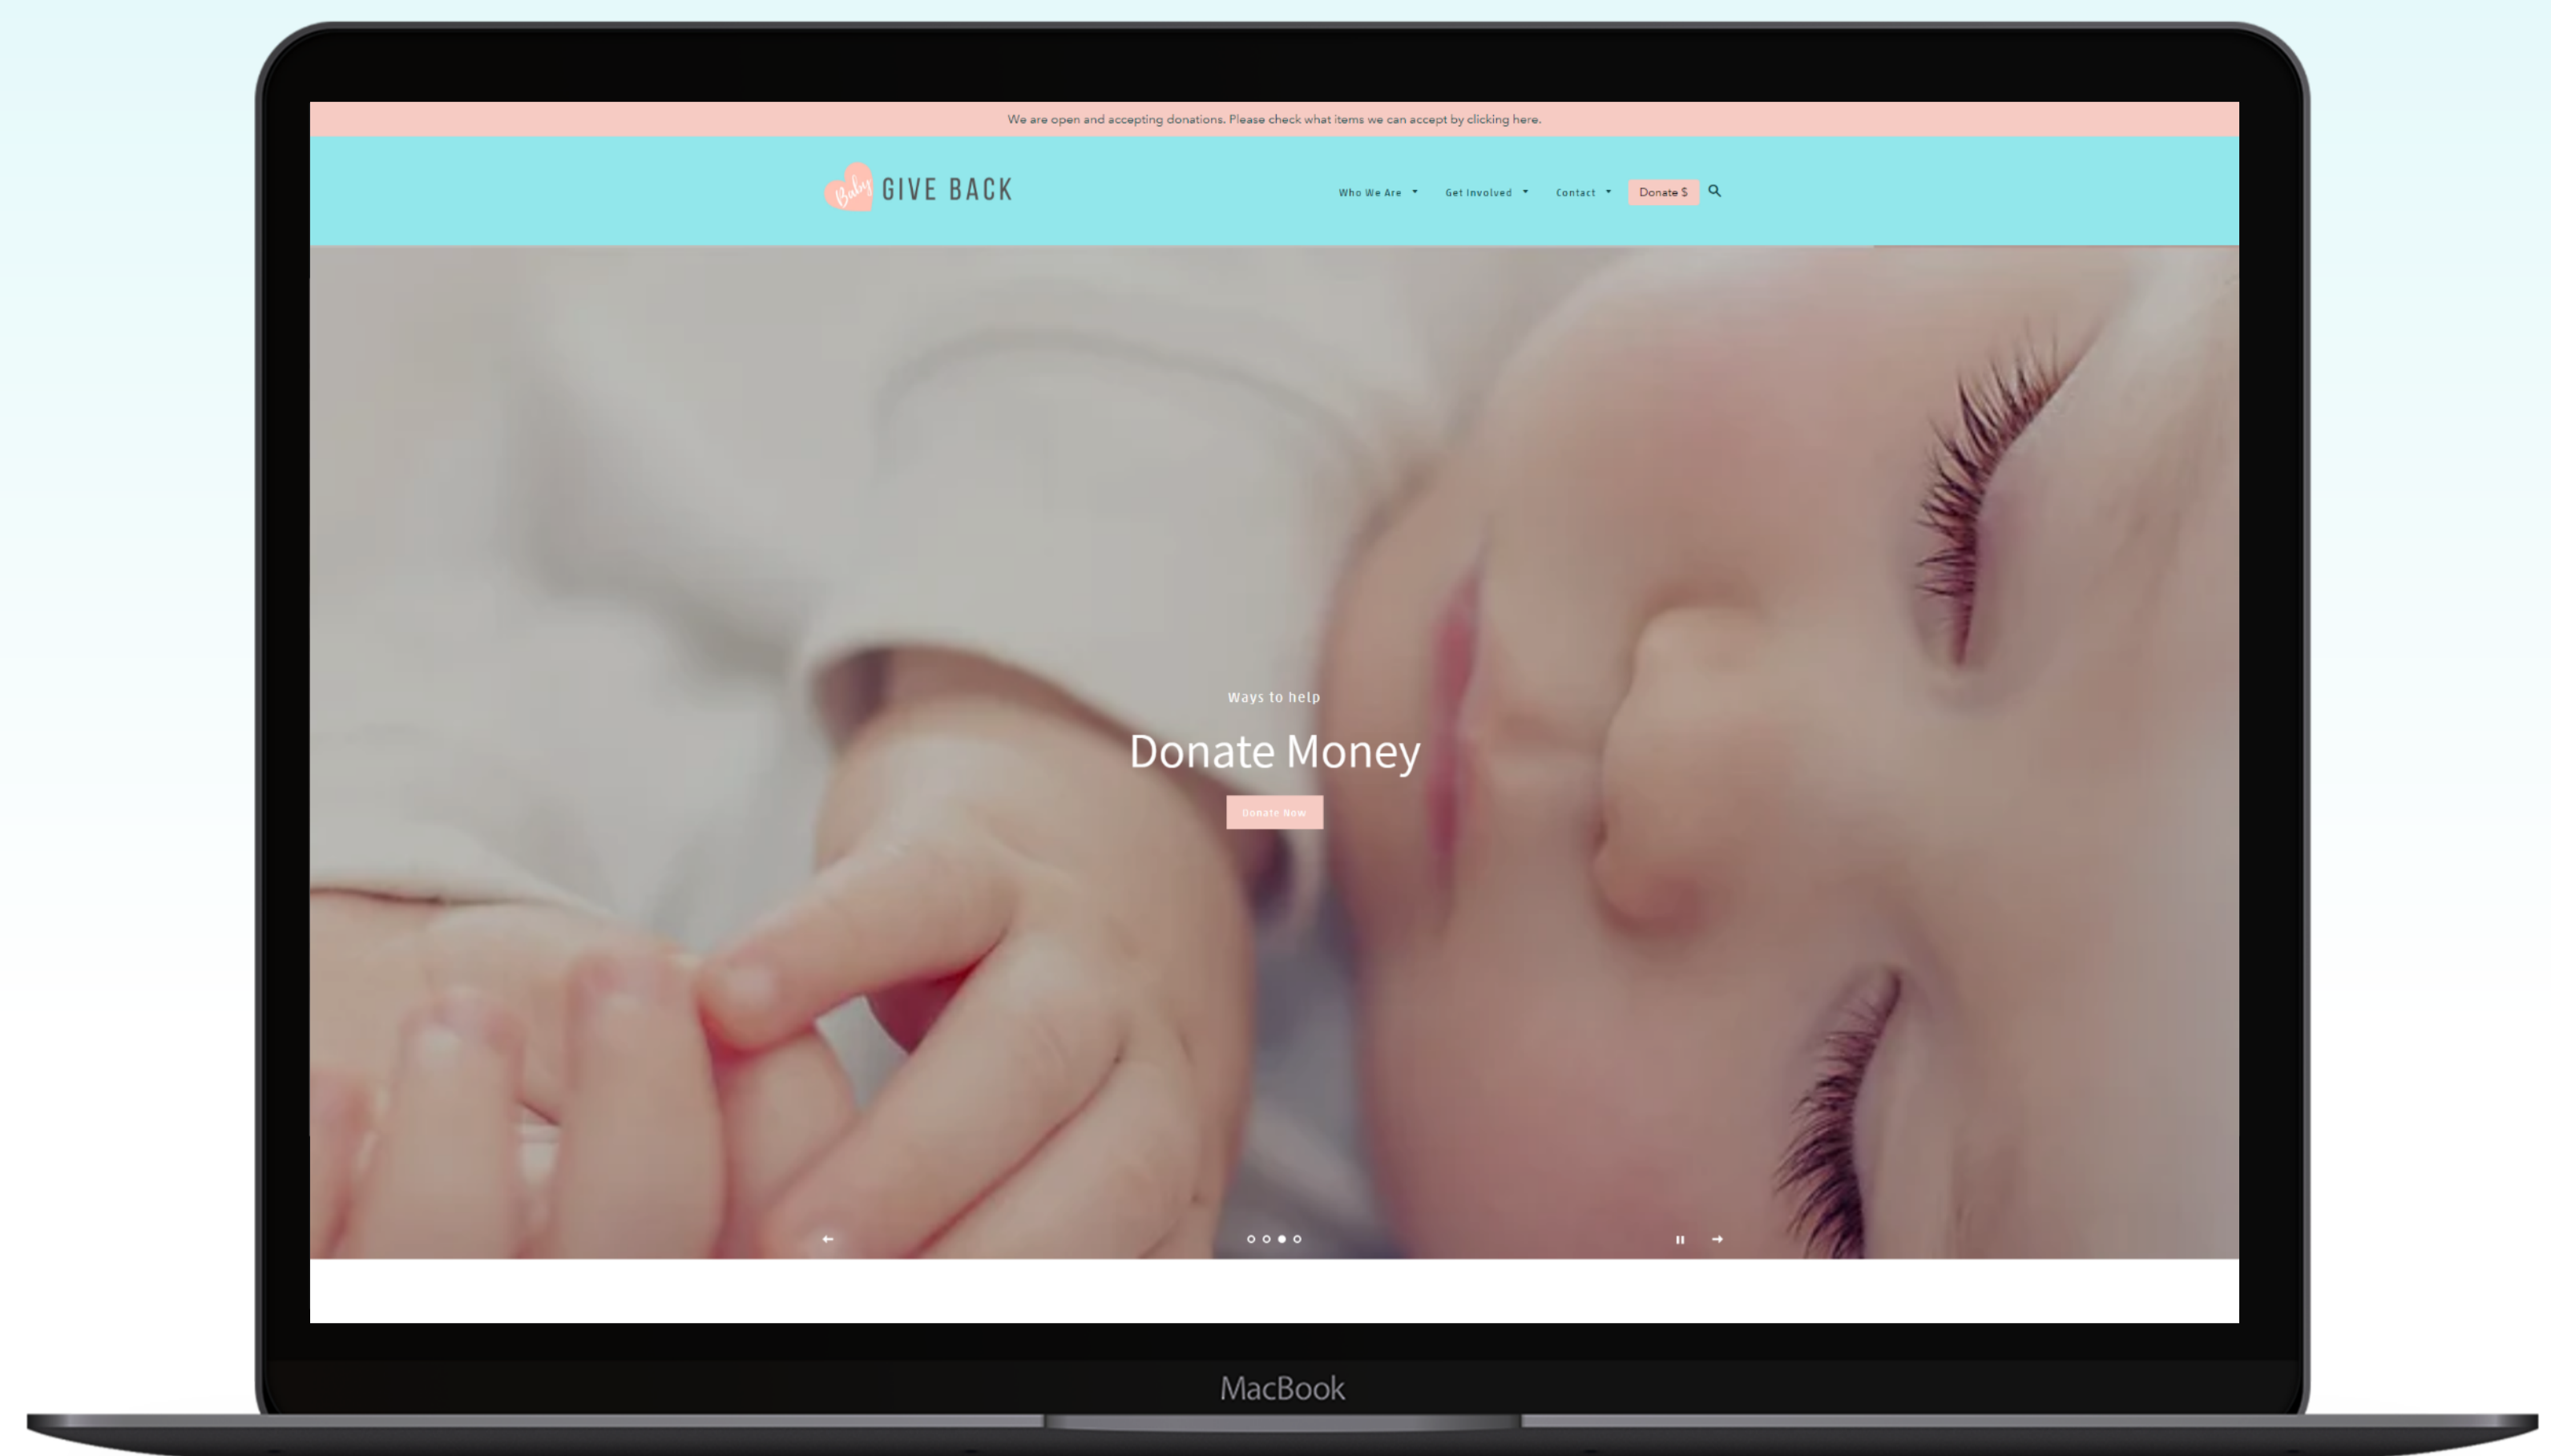 We are open and accepting donations. Please check what items we can accept by clicking here.
Baby GIVE BACK
Who We Are
Get Involved
Contact
Donate $
Ways to help
Donate Money
Donate Now
MacBook